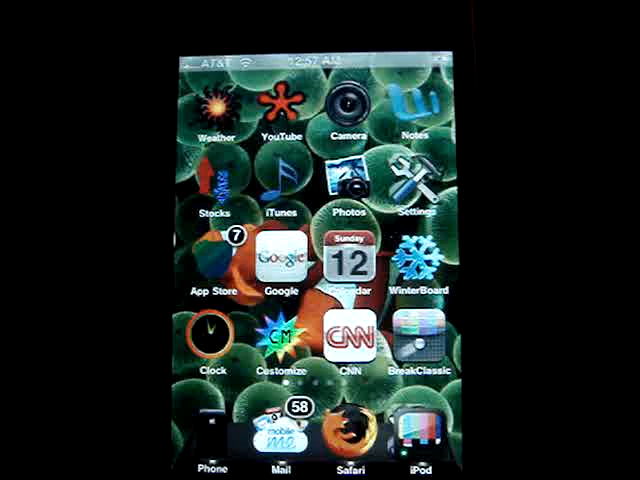 AT&T 12:57 AM
Weather YouTube Camera Notes
Stocks iTunes Photos Settings
7
Sunday
Google 12
App Store Google Calendar WinterBoard
CM CNN
Clock Customize CNN BreakClassic
58
mobile
me
Phone Mail Safari iPod